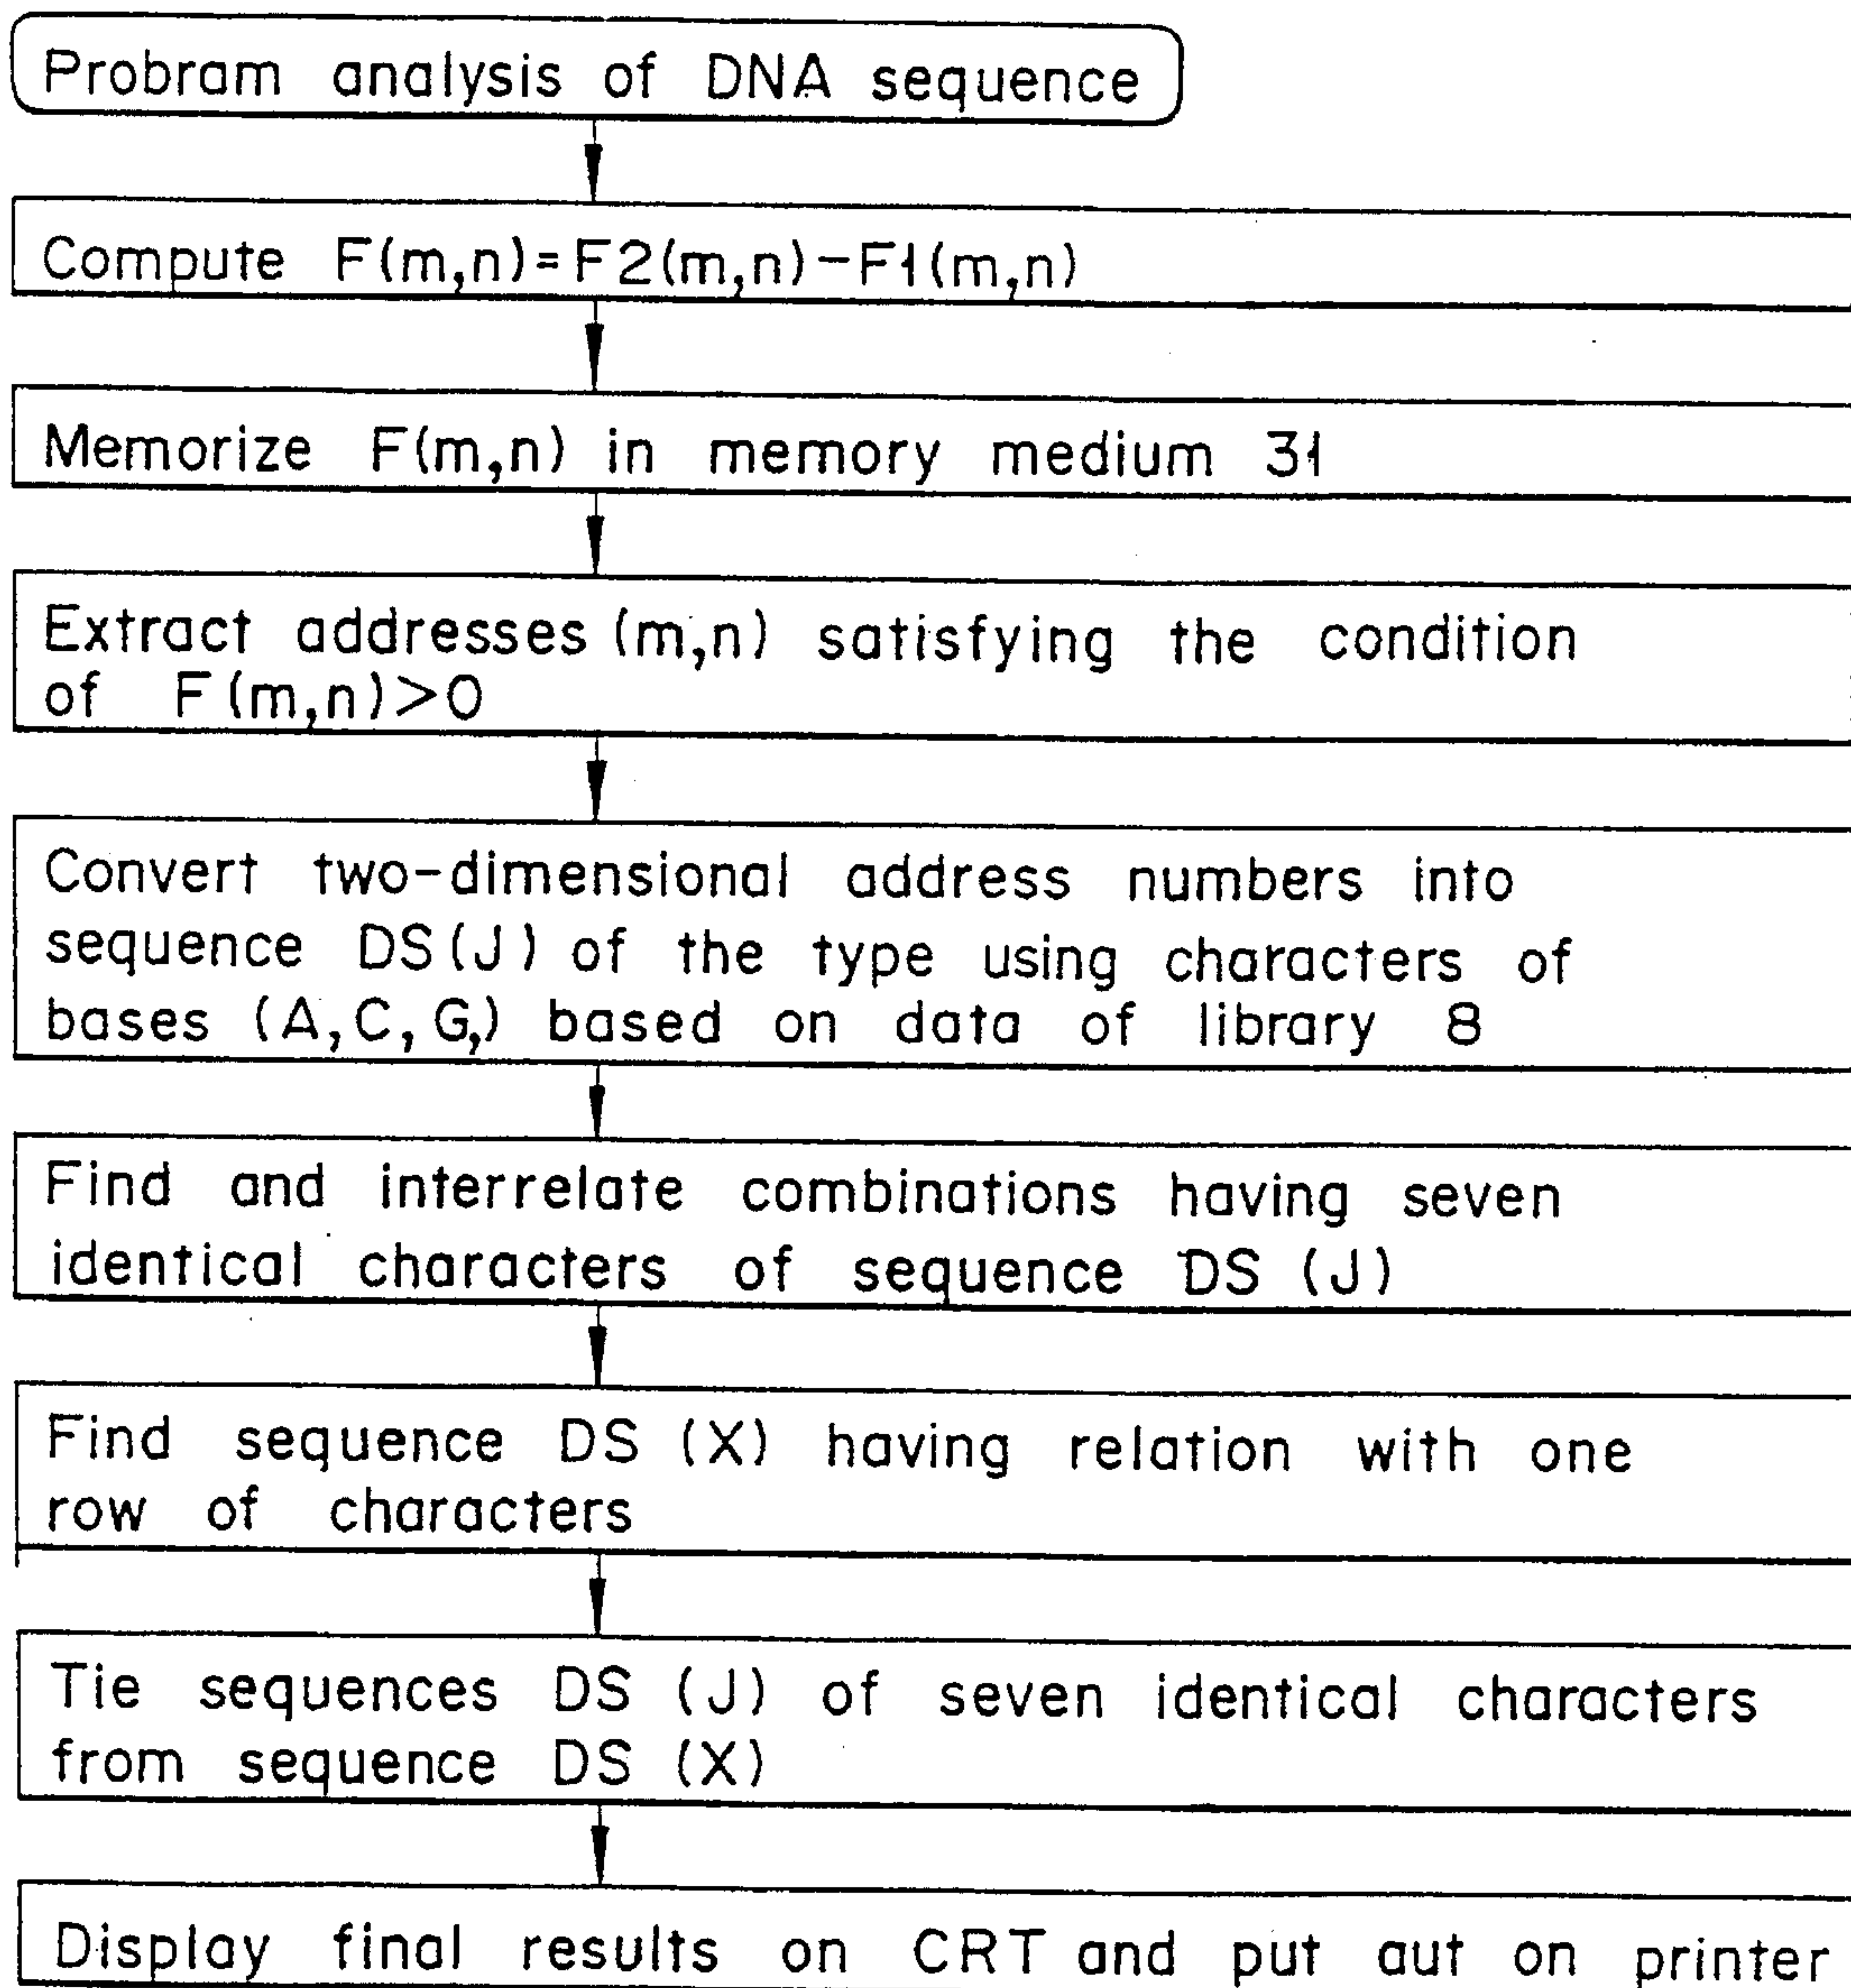 Probram analysis of DNA sequence
Compute F(m,n)=F2(m,n)-F1(m,n)
Memorize F(m,n) in memory medium 31
Extract addresses (m,n) satisfying the condition
of F(m,n)>0
Convert two-dimensional address numbers into
sequence DS(J) of the type using characters of
bases (A,C,G,) based on data of library 8
Find and interrelate combinations having seven
identical characters of sequence DS (J)
Find sequence DS (X) having relation with one
row of characters
Tie sequences DS (J) of seven identical characters
from sequence DS (X)
Display final results on CRT and put aut on printer